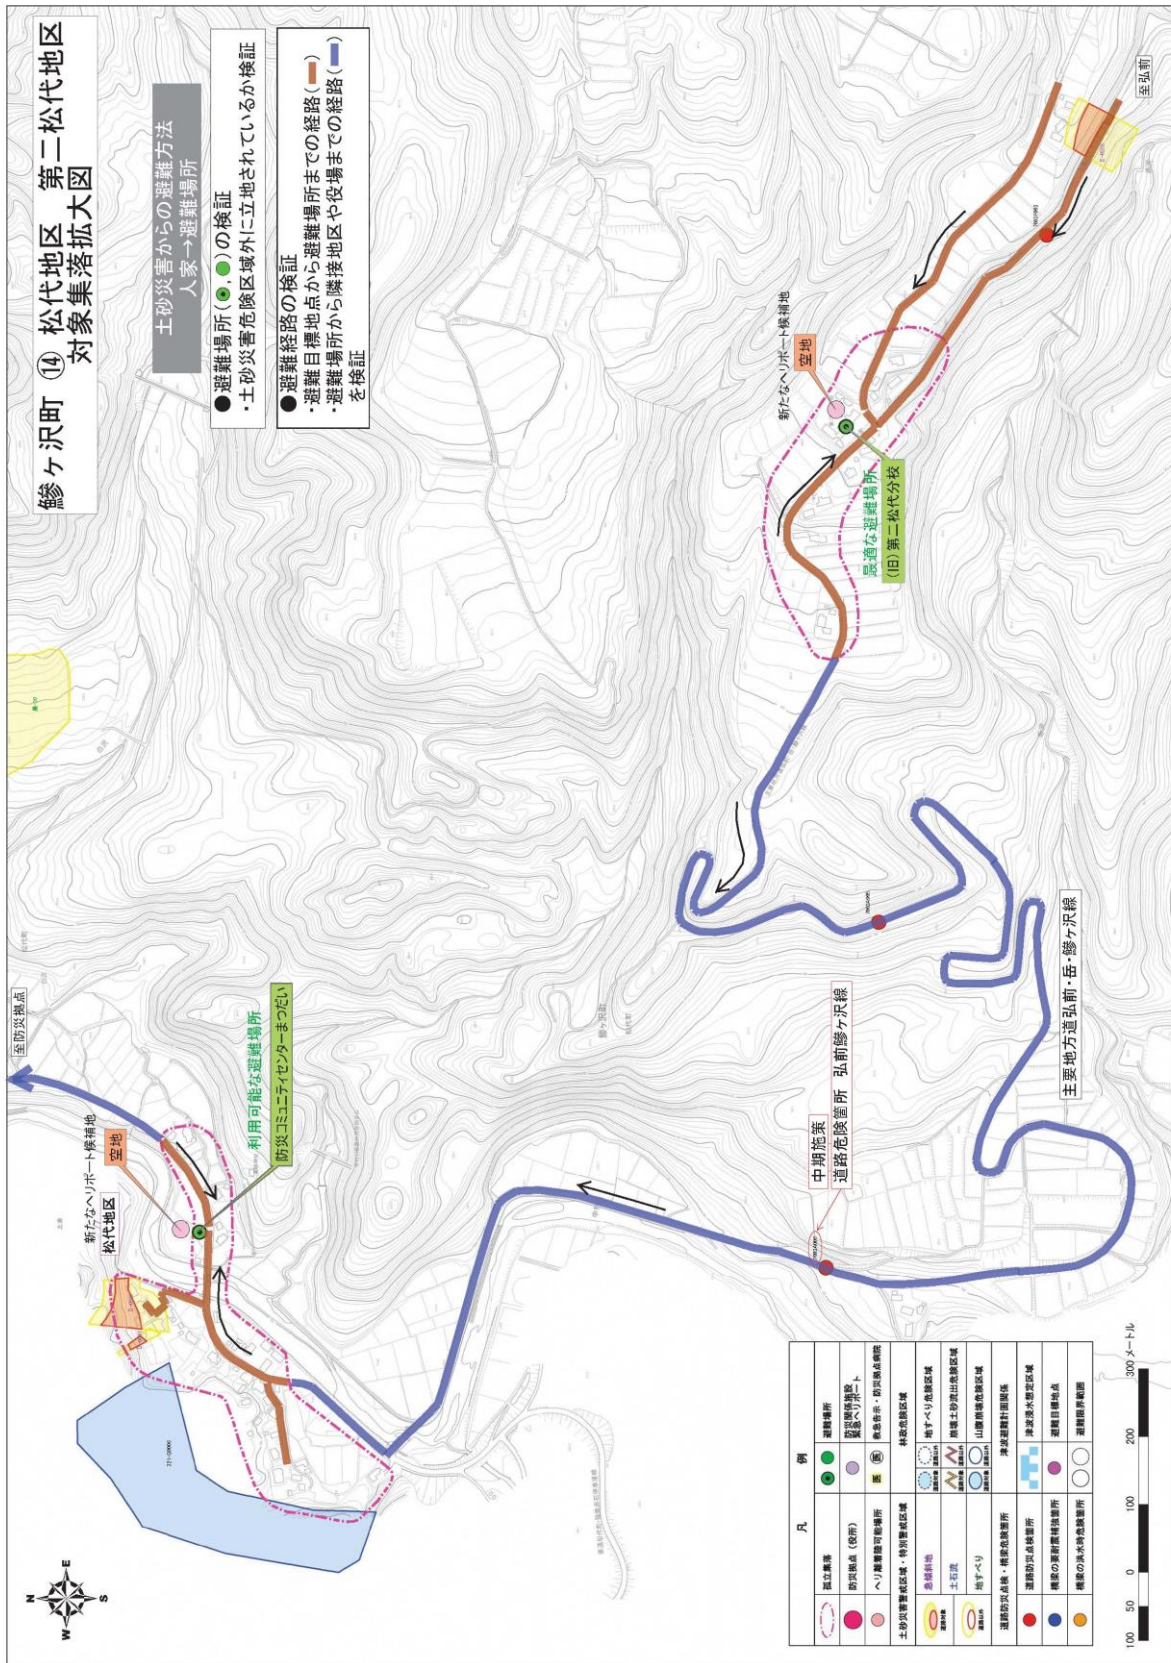 鰺ヶ沢町 ⑭ 松代地区 第二松代地区
対象集落拡大図
土砂災害からの避難方法
人家→避難場所
●避難場所(◉,●)の検証
・土砂災害危険区域外に立地されているか検証
●避難経路の検証
・避難目標地点から避難場所までの経路(━)
・避難場所から隣接地区や役場までの経路(━)
を検証
至防災拠点
新たなヘリポート候補地
空地
松代地区
利用可能な避難場所
防災コミュニティセンターまつだい
新たなヘリポート候補地
空地
最適な避難場所
(旧)第二松代分校
至弘前
中期施策
道路危険箇所 弘前鰺ヶ沢線
主要地方道弘前・岳・鰺ヶ沢線
鰺ヶ沢町
松代町
N
W
E
S
凡 例
孤立集落
避難場所
防災拠点(役所)
防災関係施設
緊急ヘリポート
ヘリ離着陸可能場所
医
救急告示・防災拠点病院
土砂災害警戒区域・特別警戒区域
林政危険区域
急傾斜地
地すべり危険区域
土石流
崩壊土砂流出危険区域
地すべり
山腹崩壊危険区域
道路防災点検・橋梁危険箇所
津波避難計画関係
道路防災点検箇所
津波浸水想定区域
橋梁の要耐震補強箇所
避難目標地点
橋梁の洪水時危険箇所
避難限界範囲
100 50 0 100 200 300 メートル